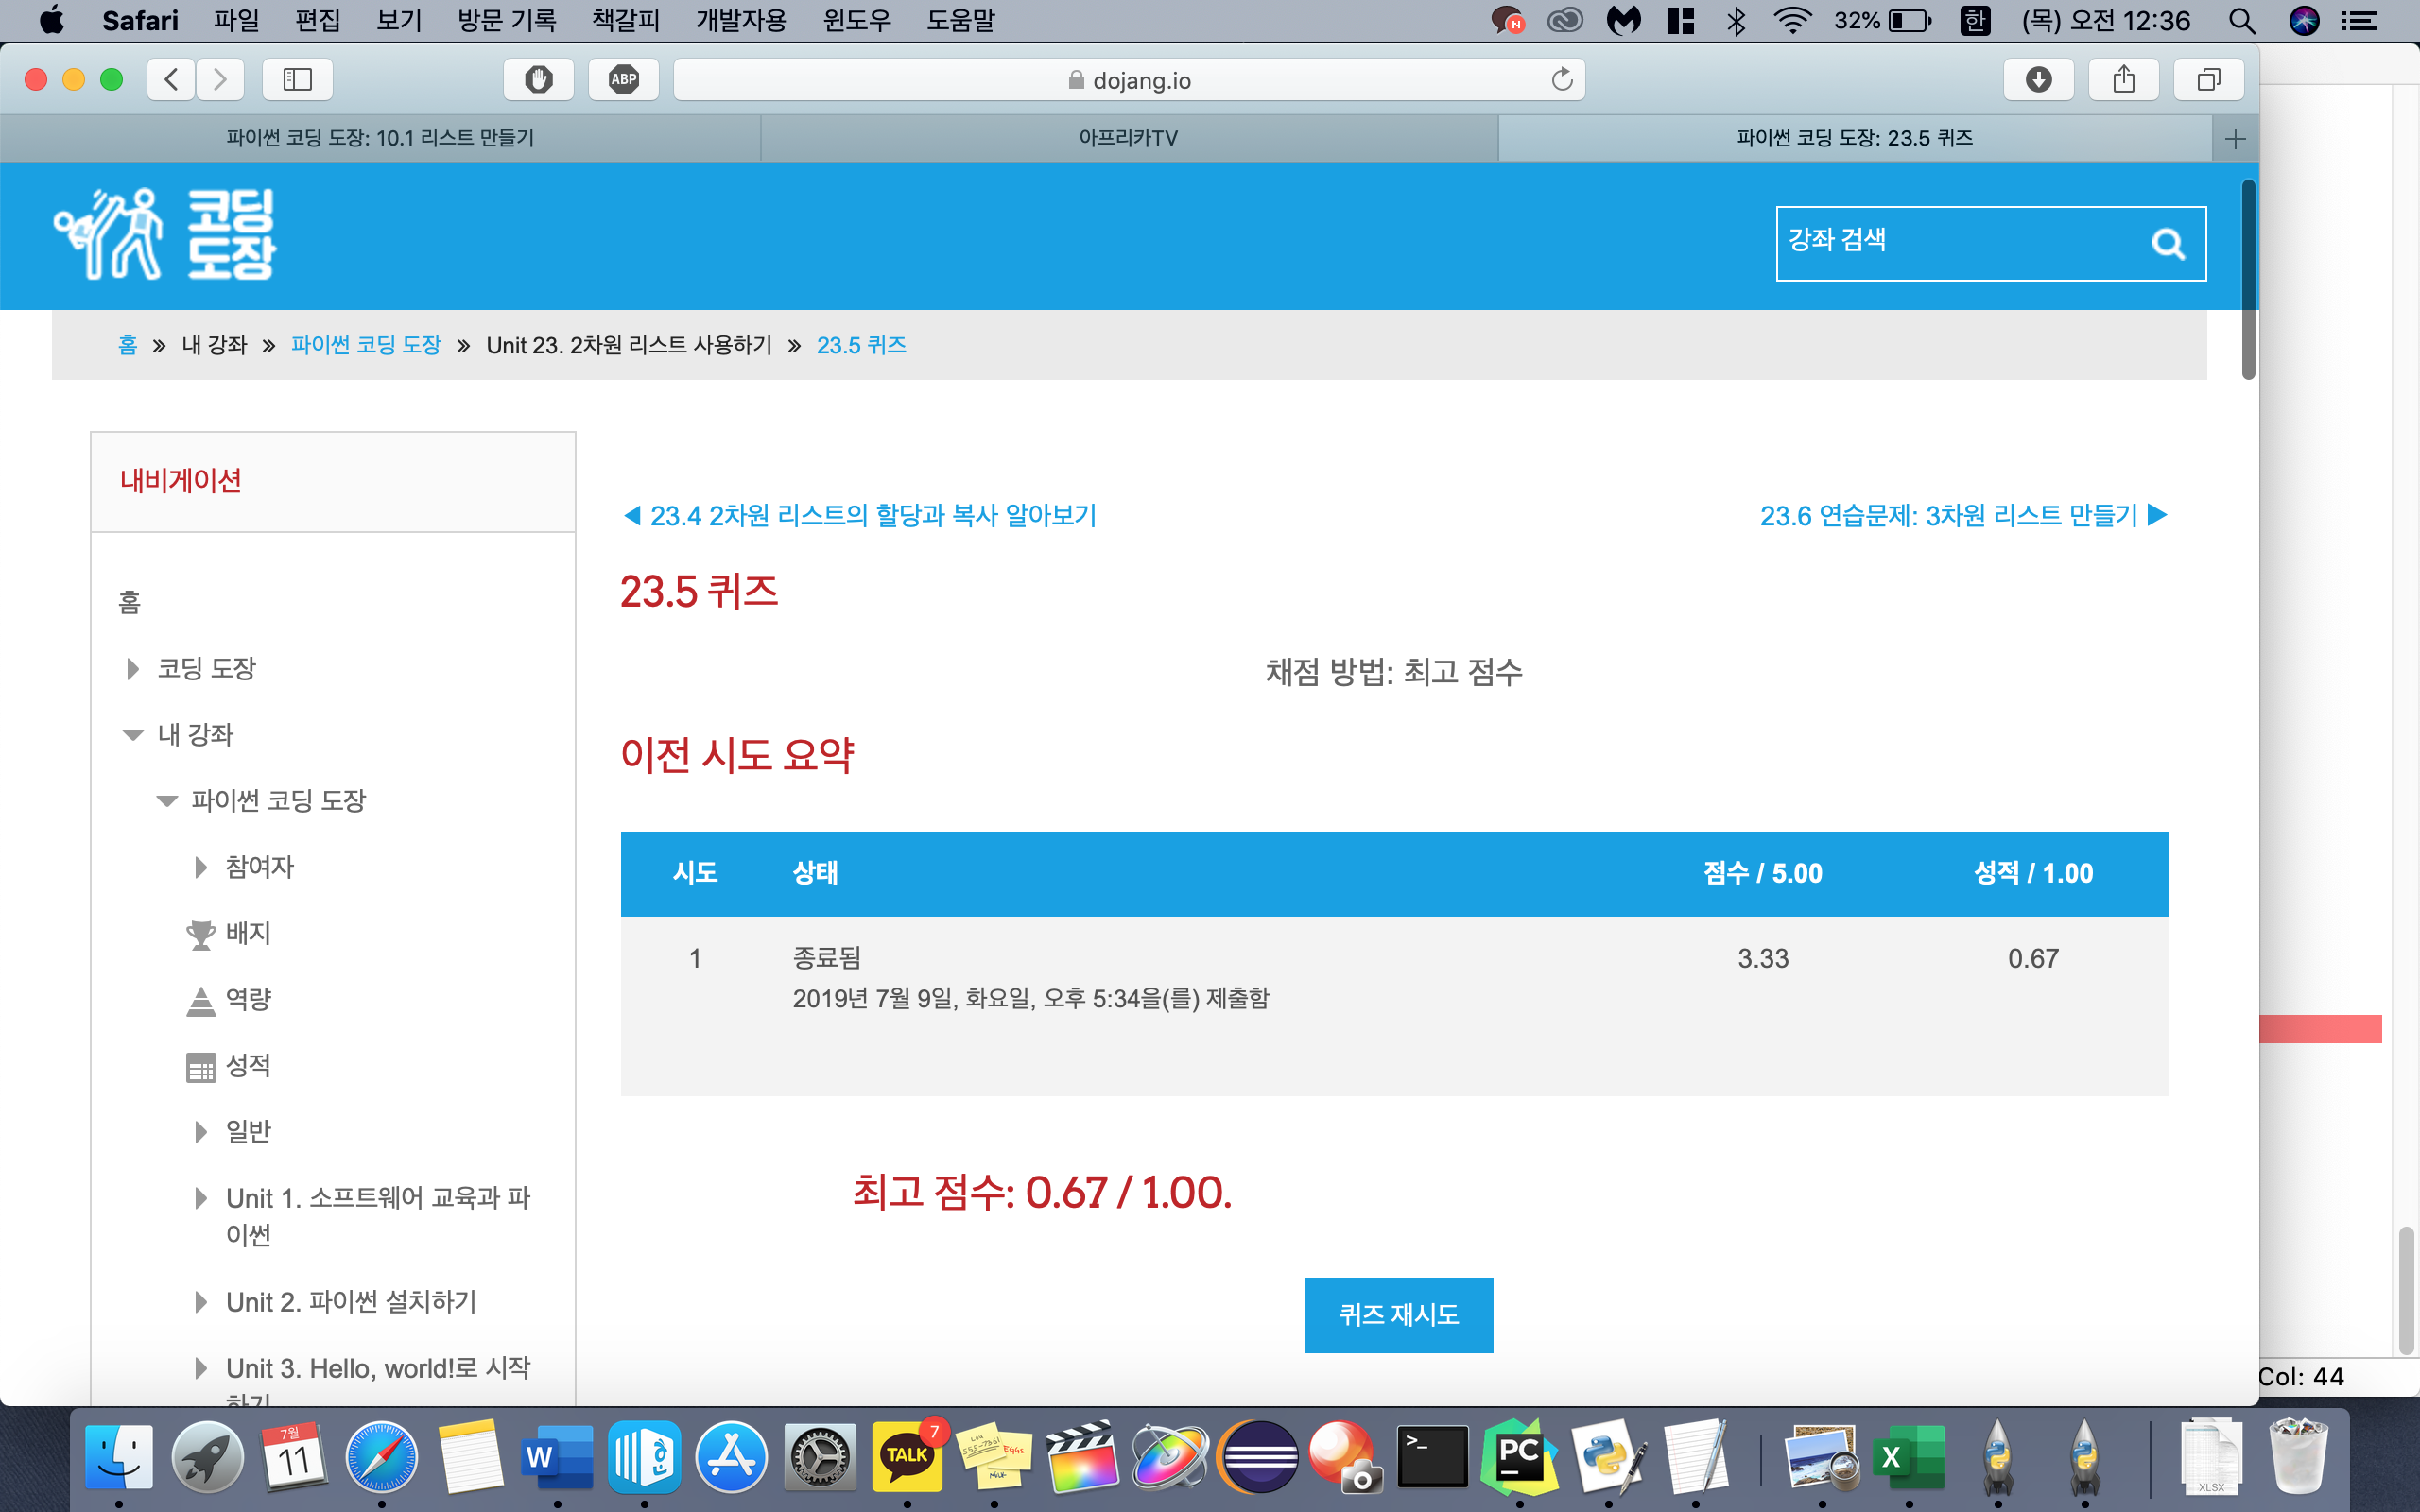 Safari 파일 편집 보기 방문 기록 책갈피 개발자용 윈도우 도움말 N 32% 한 (목) 오전 12:36
ABP dojang.io
파이썬 코딩 도장: 10.1 리스트 만들기 아프리카TV 파이썬 코딩 도장: 23.5 퀴즈
코딩
도장
강좌 검색
홈 » 내 강좌 » 파이썬 코딩 도장 » Unit 23. 2차원 리스트 사용하기 » 23.5 퀴즈
내비게이션
홈
코딩 도장
내 강좌
파이썬 코딩 도장
참여자
배지
역량
성적
일반
Unit 1. 소프트웨어 교육과 파
이썬
Unit 2. 파이썬 설치하기
Unit 3. Hello, world!로 시작
하기
◀ 23.4 2차원 리스트의 할당과 복사 알아보기
23.6 연습문제: 3차원 리스트 만들기 ▶
23.5 퀴즈
채점 방법: 최고 점수
이전 시도 요약
시도 상태 점수 / 5.00 성적 / 1.00
1 종료됨 3.33 0.67
2019년 7월 9일, 화요일, 오후 5:34을(를) 제출함
최고 점수: 0.67 / 1.00.
퀴즈 재시도
Col: 44
7월
11
W
TALK
7
555-7361
EGGS
MILK
>_
PC
X
XLSX